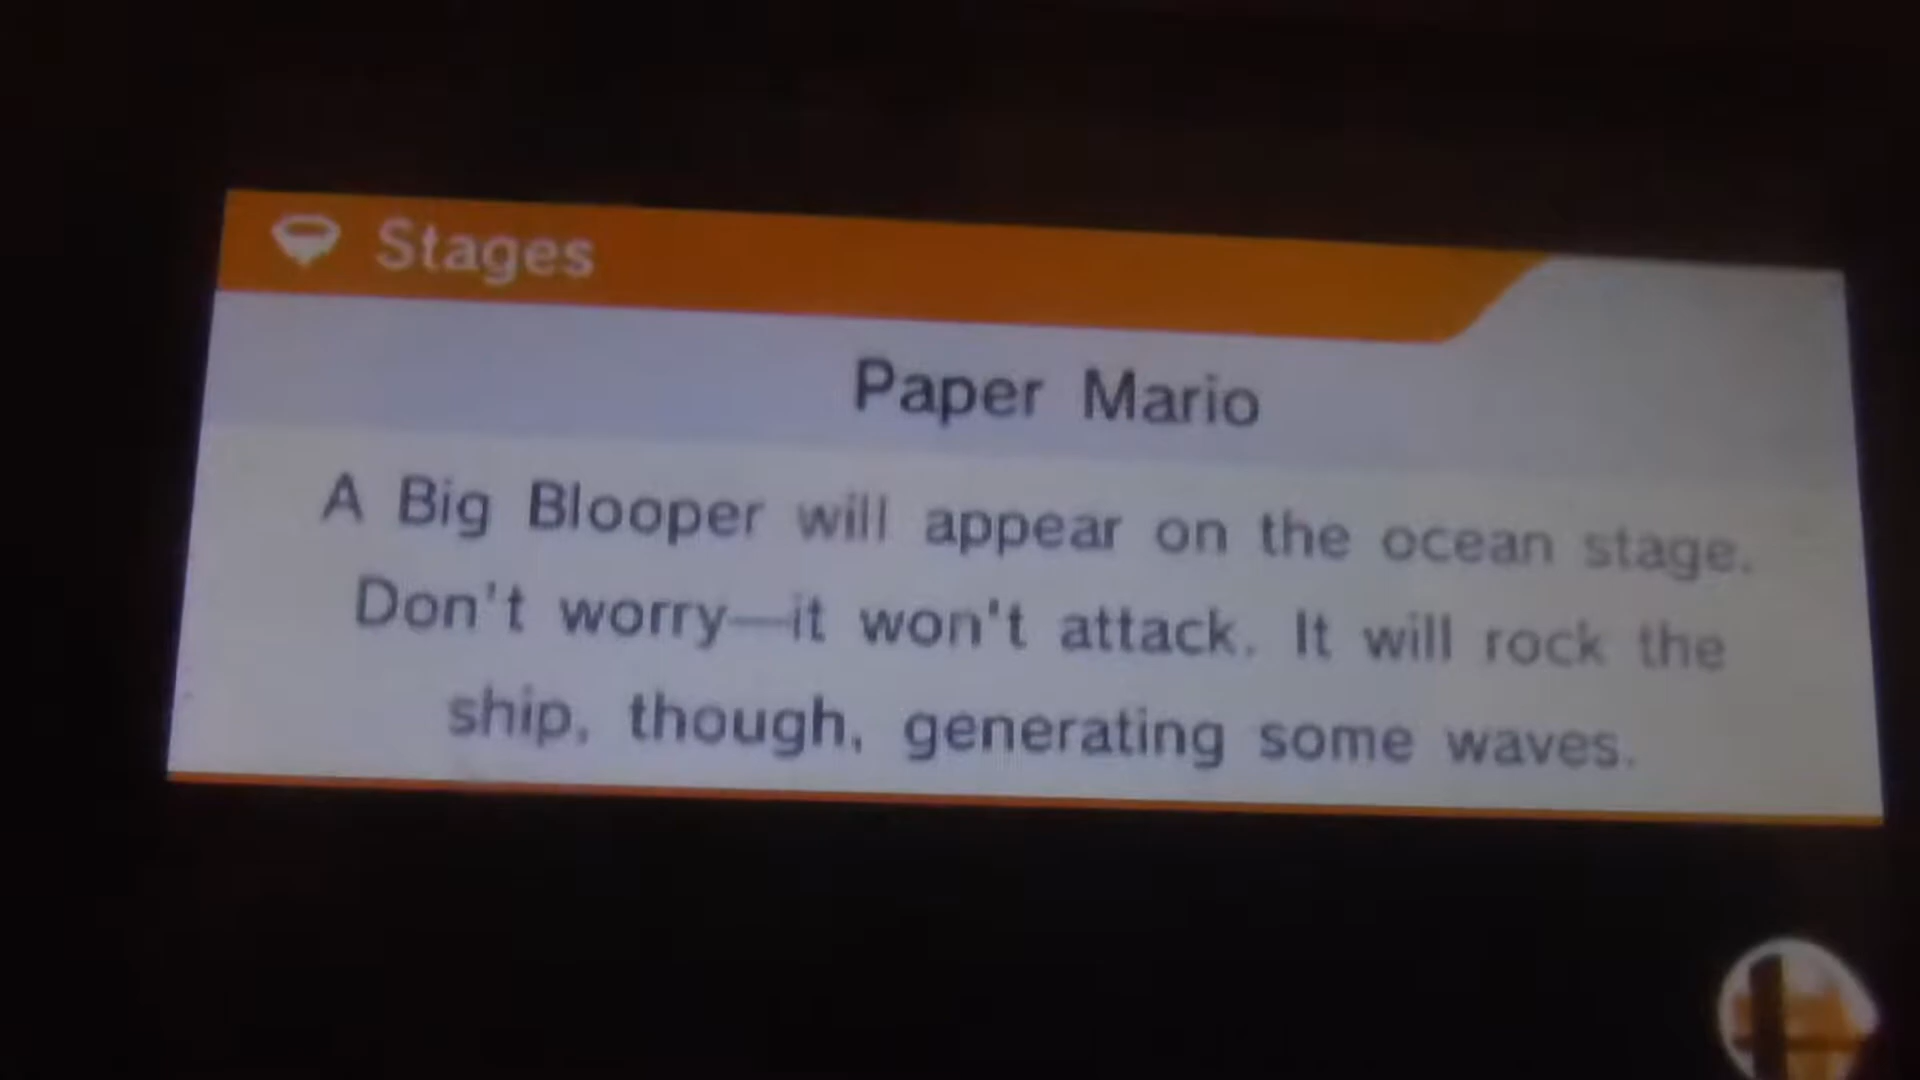 Stages
Paper Mario
A Big Blooper will appear on the ocean stage.
Don't worry—it won't attack. It will rock the
ship, though, generating some waves.